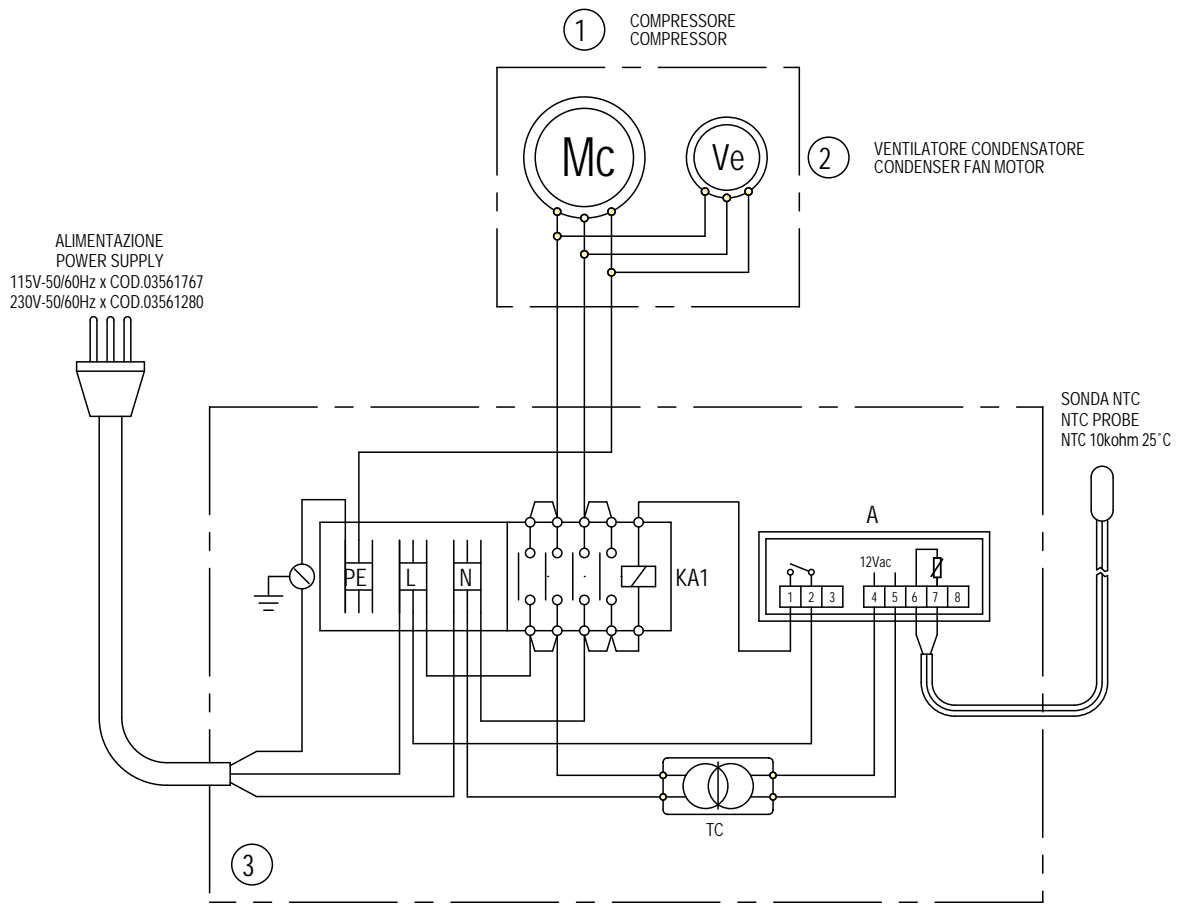 1
COMPRESSORE
COMPRESSOR
Mc
Ve
2
VENTILATORE CONDENSATORE
CONDENSER FAN MOTOR
ALIMENTAZIONE
POWER SUPPLY
115V-50/60Hz x COD.03561767
230V-50/60Hz x COD.03561280
SONDA NTC
NTC PROBE
NTC 10kohm 25°C
A
12Vac
PE
L
N
KA1
1 2 3
4 5 6 7 8
TC
3